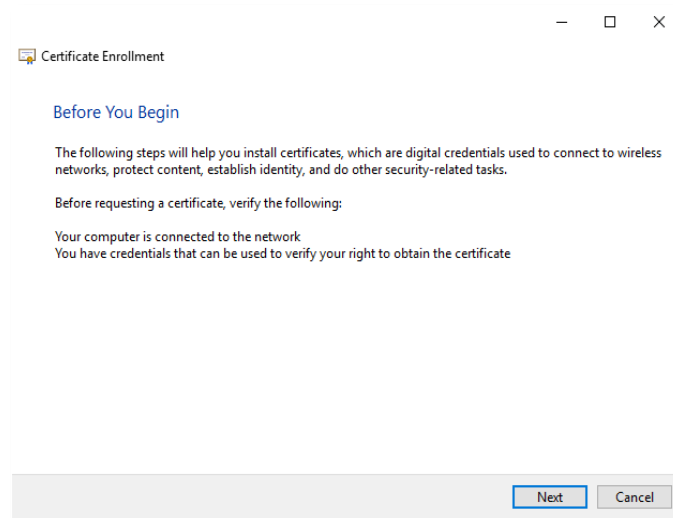 Certificate Enrollment
Before You Begin
The following steps will help you install certificates, which are digital credentials used to connect to wireless
networks, protect content, establish identity, and do other security-related tasks.
Before requesting a certificate, verify the following:
Your computer is connected to the network
You have credentials that can be used to verify your right to obtain the certificate
Next Cancel